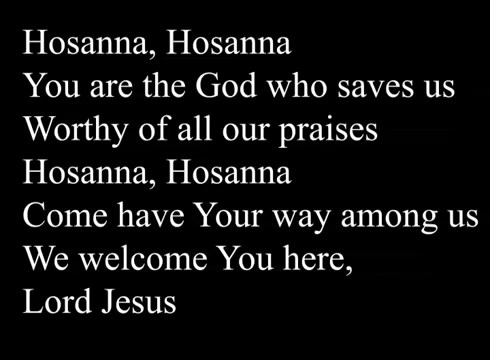 Hosanna, Hosanna
You are the God who saves us
Worthy of all our praises
Hosanna, Hosanna
Come have Your way among us
We welcome You here,
Lord Jesus